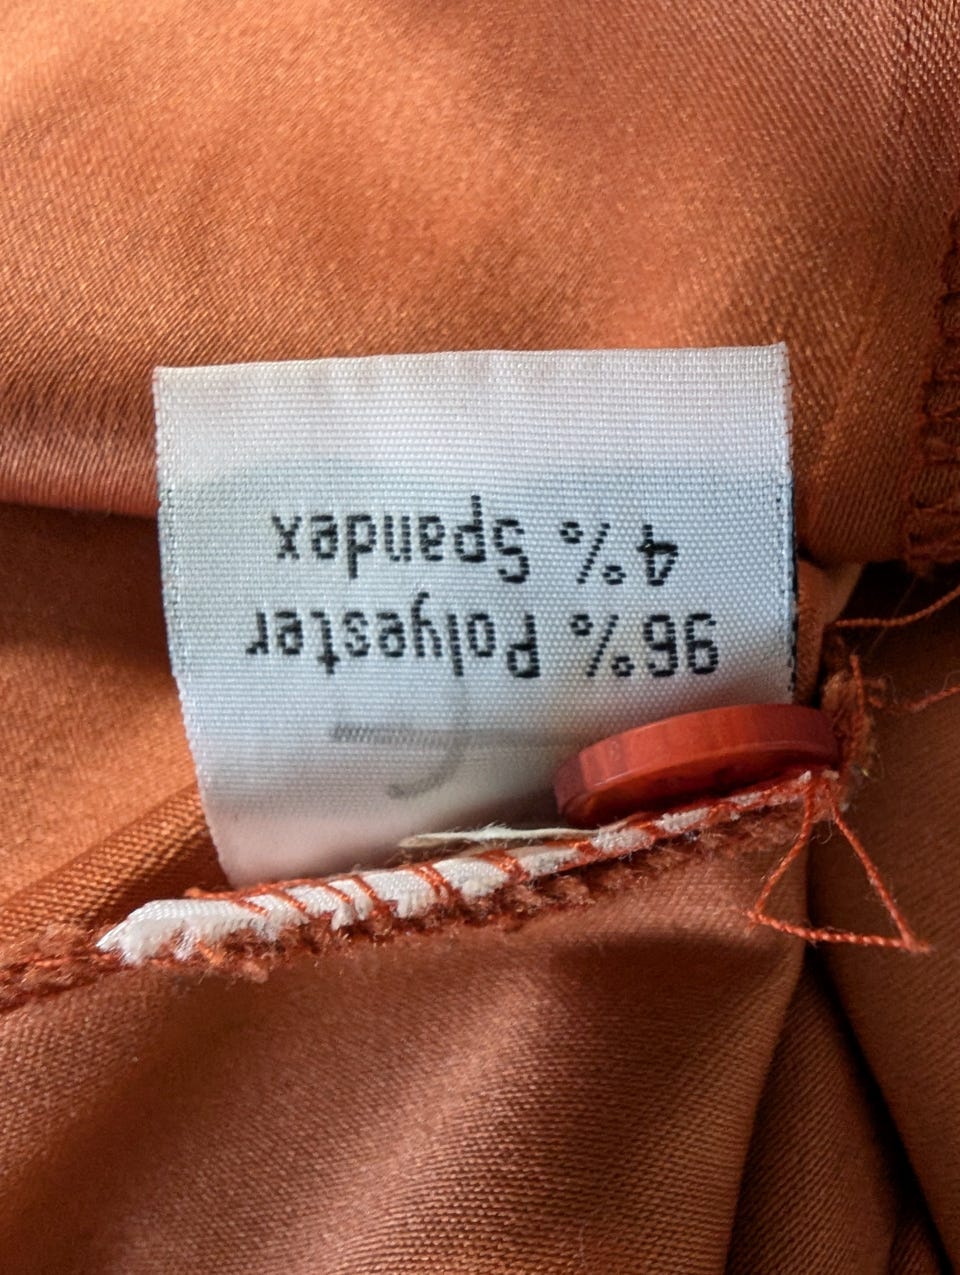 96% Polyester
4% Spandex